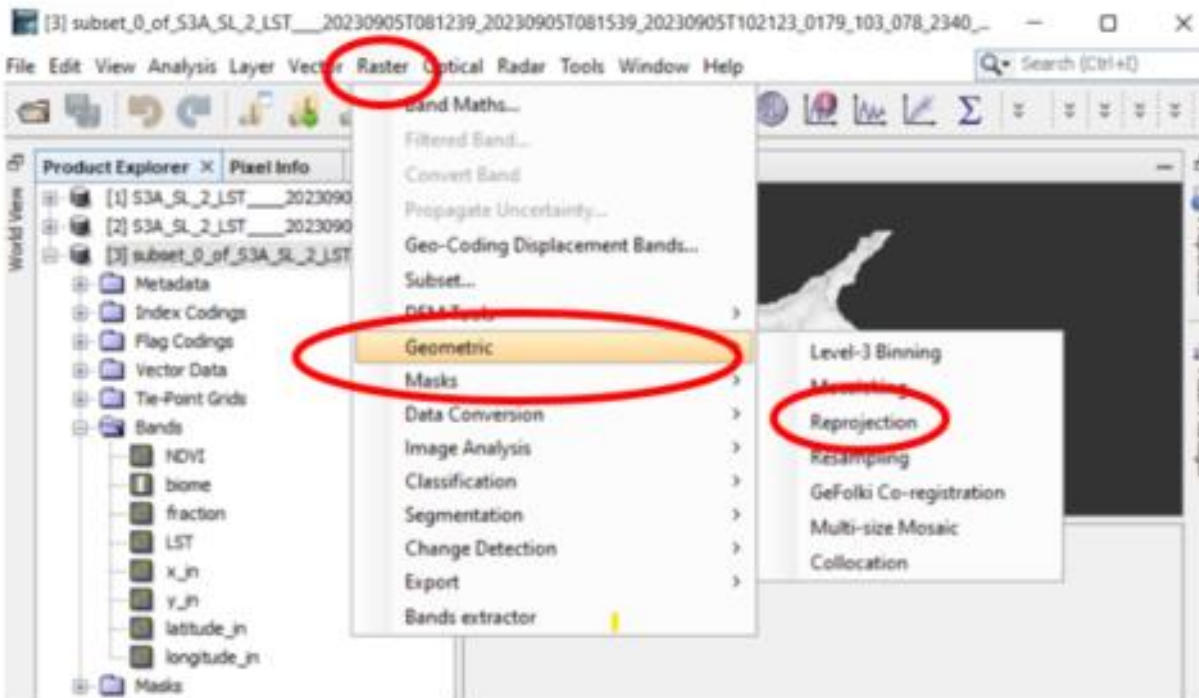 [3] subset_0_of_S3A_SL_2_LST____20230905T081239_20230905T081539_20230905T102123_0179_103_078_2340_...
File Edit View Analysis Layer Vector Raster Optical Radar Tools Window Help
Search (Ctrl+I)
Product Explorer × Pixel Info
World View
[1] S3A_SL_2_LST____2023090
[2] S3A_SL_2_LST____2023090
[3] subset_0_of_S3A_SL_2_LST
Metadata
Index Codings
Flag Codings
Vector Data
Tie-Point Grids
Bands
NDVI
biome
fraction
LST
x_in
y_in
latitude_in
longitude_in
Masks
Band Maths...
Filtered Band...
Convert Band
Propagate Uncertainty...
Geo-Coding Displacement Bands...
Subset...
DEM Tools
Geometric
Masks
Data Conversion
Image Analysis
Classification
Segmentation
Change Detection
Export
Bands extractor
Level-3 Binning
Mosaicking
Reprojection
Resampling
GeFolki Co-registration
Multi-size Mosaic
Collocation